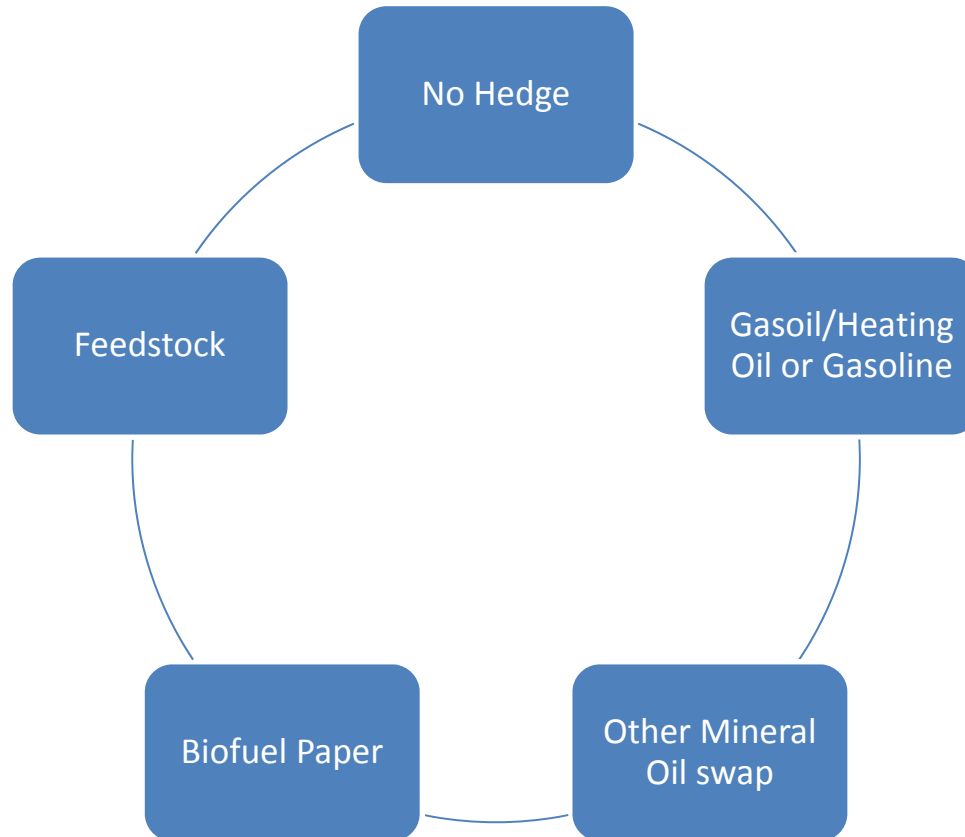 No Hedge
Gasoil/Heating
Oil or Gasoline
Other Mineral
Oil swap
Biofuel Paper
Feedstock